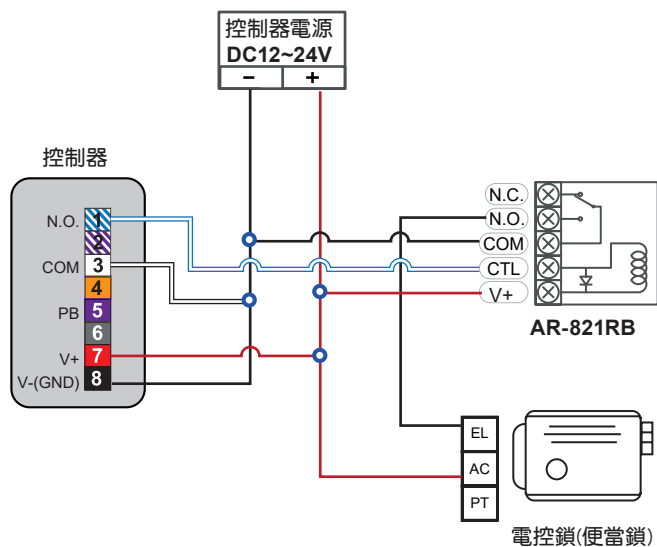 控制器電源
DC12~24V
− +
控制器
N.O. 1
2
COM 3
4
PB 5
6
V+ 7
V-(GND) 8
N.C.
N.O.
COM
CTL
V+
AR-821RB
EL
AC
PT
電控鎖(便當鎖)